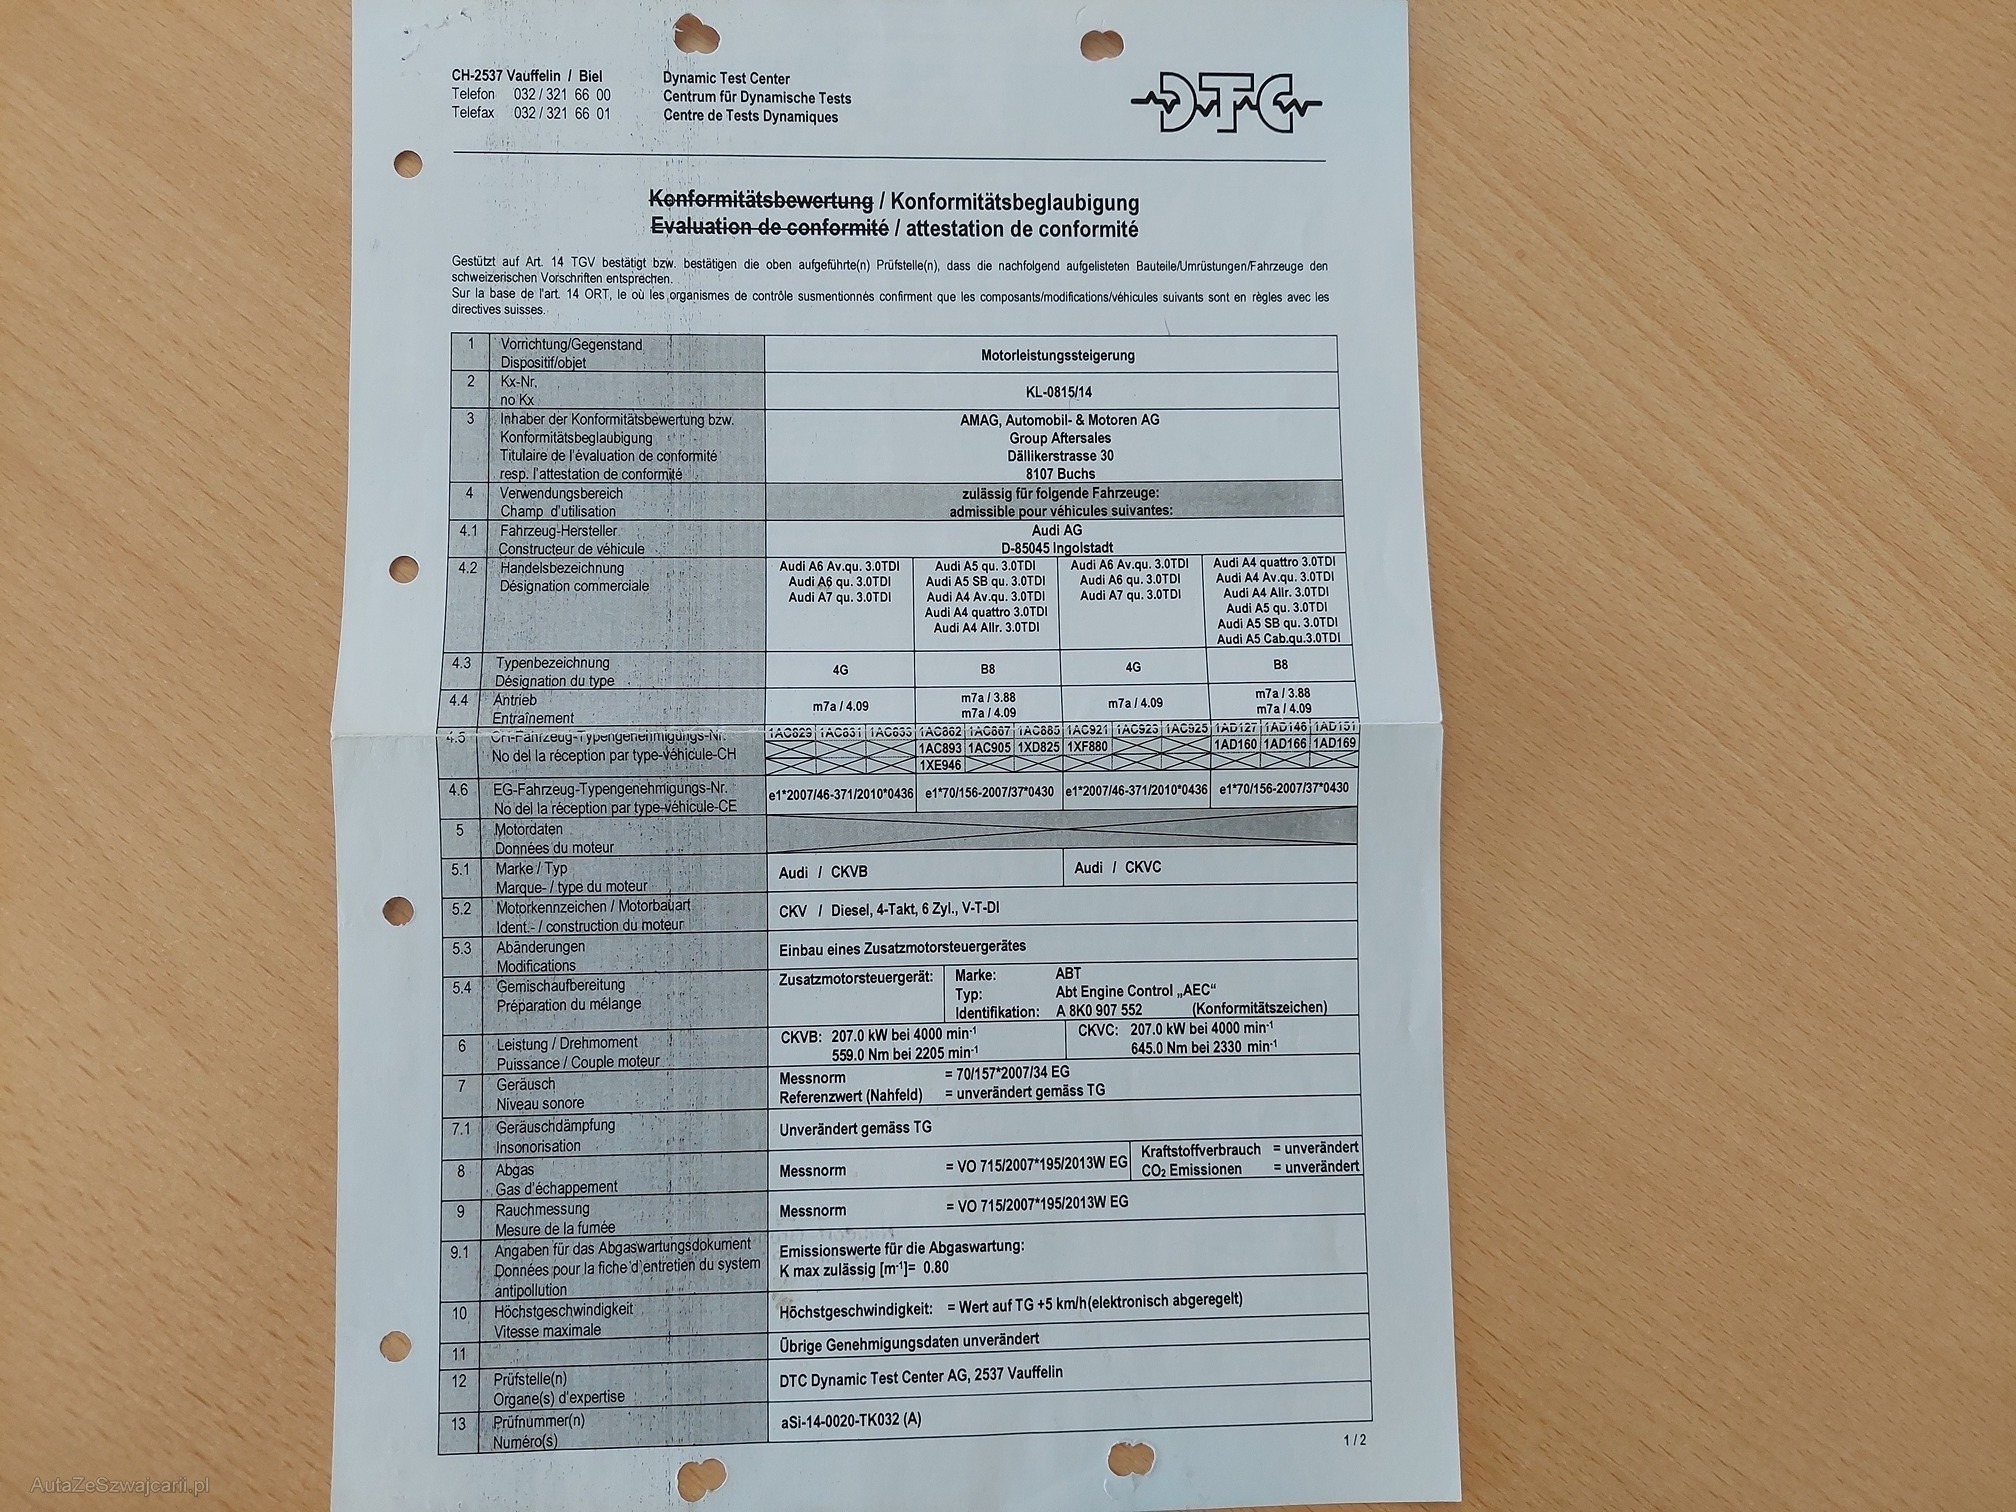 CH-2537 Vauffelin / Biel
Telefon 032 / 321 66 00
Telefax 032 / 321 66 01
Dynamic Test Center
Centrum für Dynamische Tests
Centre de Tests Dynamiques
DTC
Konformitätsbewertung / Konformitätsbeglaubigung
Evaluation de conformité / attestation de conformité
Gestützt auf Art. 14 TGV bestätigt bzw. bestätigen die oben aufgeführte(n) Prüfstelle(n), dass die nachfolgend aufgelisteten Bauteile/Umrüstungen/Fahrzeuge den
schweizerischen Vorschriften entsprechen.
Sur la base de l'art. 14 ORT, le où les organismes de contrôle susmentionnés confirment que les composants/modifications/véhicules suivants sont en règles avec les
directives suisses.
1 Vorrichtung/Gegenstand
Dispositif/objet
Motorleistungssteigerung
2 Kx-Nr.
no Kx
KL-0815/14
3 Inhaber der Konformitätsbewertung bzw.
Konformitätsbeglaubigung
Titulaire de l'évaluation de conformité
resp. l'attestation de conformité
AMAG, Automobil- & Motoren AG
Group Aftersales
Dällikerstrasse 30
8107 Buchs
4 Verwendungsbereich
Champ d'utilisation
zulässig für folgende Fahrzeuge:
admissible pour véhicules suivantes:
4.1 Fahrzeug-Hersteller
Constructeur de véhicule
Audi AG
D-85045 Ingolstadt
4.2 Handelsbezeichnung
Désignation commerciale
Audi A6 Av.qu. 3.0TDI
Audi A6 qu. 3.0TDI
Audi A7 qu. 3.0TDI
Audi A5 qu. 3.0TDI
Audi A5 SB qu. 3.0TDI
Audi A4 Av.qu. 3.0TDI
Audi A4 quattro 3.0TDI
Audi A4 Allr. 3.0TDI
Audi A6 Av.qu. 3.0TDI
Audi A6 qu. 3.0TDI
Audi A7 qu. 3.0TDI
Audi A4 quattro 3.0TDI
Audi A4 Av.qu. 3.0TDI
Audi A4 Allr. 3.0TDI
Audi A5 qu. 3.0TDI
Audi A5 SB qu. 3.0TDI
Audi A5 Cab.qu.3.0TDI
4.3 Typenbezeichnung
Désignation du type
4G B8 4G B8
4.4 Antrieb
Entraînement
m7a / 4.09
m7a / 3.88
m7a / 4.09
m7a / 4.09
m7a / 3.88
m7a / 4.09
4.5 CH-Fahrzeug-Typengenehmigungs-Nr.
No del la réception par type-véhicule-CH
1AC831 1AC885 1AC921 1AC923 1AC925 1AD127 1AD146 1AD151
1AC893 1AC905 1XD825 1XF880 1AD160 1AD166 1AD169
1XE946
4.6 EG-Fahrzeug-Typengenehmigungs-Nr.
No del la réception par type-véhicule-CE
e1*2007/46-371/2010*0436 e1*70/156-2007/37*0430 e1*2007/46-371/2010*0436 e1*70/156-2007/37*0430
5 Motordaten
Données du moteur
5.1 Marke / Typ
Marque- / type du moteur
Audi / CKVB Audi / CKVC
5.2 Motorkennzeichen / Motorbauart
Ident.- / construction du moteur
CKV / Diesel, 4-Takt, 6 Zyl., V-T-DI
5.3 Abänderungen
Modifications
Einbau eines Zusatzmotorsteuergerätes
5.4 Gemischaufbereitung
Préparation du mélange
Zusatzmotorsteuergerät: Marke: ABT
Typ: Abt Engine Control „AEC“
Identifikation: A 8K0 907 552 (Konformitätszeichen)
6 Leistung / Drehmoment
Puissance / Couple moteur
CKVB: 207.0 kW bei 4000 min⁻¹
559.0 Nm bei 2205 min⁻¹
CKVC: 207.0 kW bei 4000 min⁻¹
645.0 Nm bei 2330 min⁻¹
7 Geräusch
Niveau sonore
Messnorm = 70/157*2007/34 EG
Referenzwert (Nahfeld) = unverändert gemäss TG
7.1 Geräuschdämpfung
Insonorisation
Unverändert gemäss TG
8 Abgas
Gas d'échappement
Messnorm = VO 715/2007*195/2013W EG
Kraftstoffverbrauch = unverändert
CO₂ Emissionen = unverändert
9 Rauchmessung
Mesure de la fumée
Messnorm = VO 715/2007*195/2013W EG
9.1 Angaben für das Abgaswartungsdokument
Données pour la fiche d'entretien du system
antipollution
Emissionswerte für die Abgaswartung:
K max zulässig [m⁻¹]= 0.80
10 Höchstgeschwindigkeit
Vitesse maximale
Höchstgeschwindigkeit: = Wert auf TG +5 km/h(elektronisch abgeregelt)
11 Übrige Genehmigungsdaten unverändert
12 Prüfstelle(n)
Organe(s) d'expertise
DTC Dynamic Test Center AG, 2537 Vauffelin
13 Prüfnummer(n)
Numéro(s)
aSi-14-0020-TK032 (A)
1 / 2
AutaZeSzwajcarii.pl